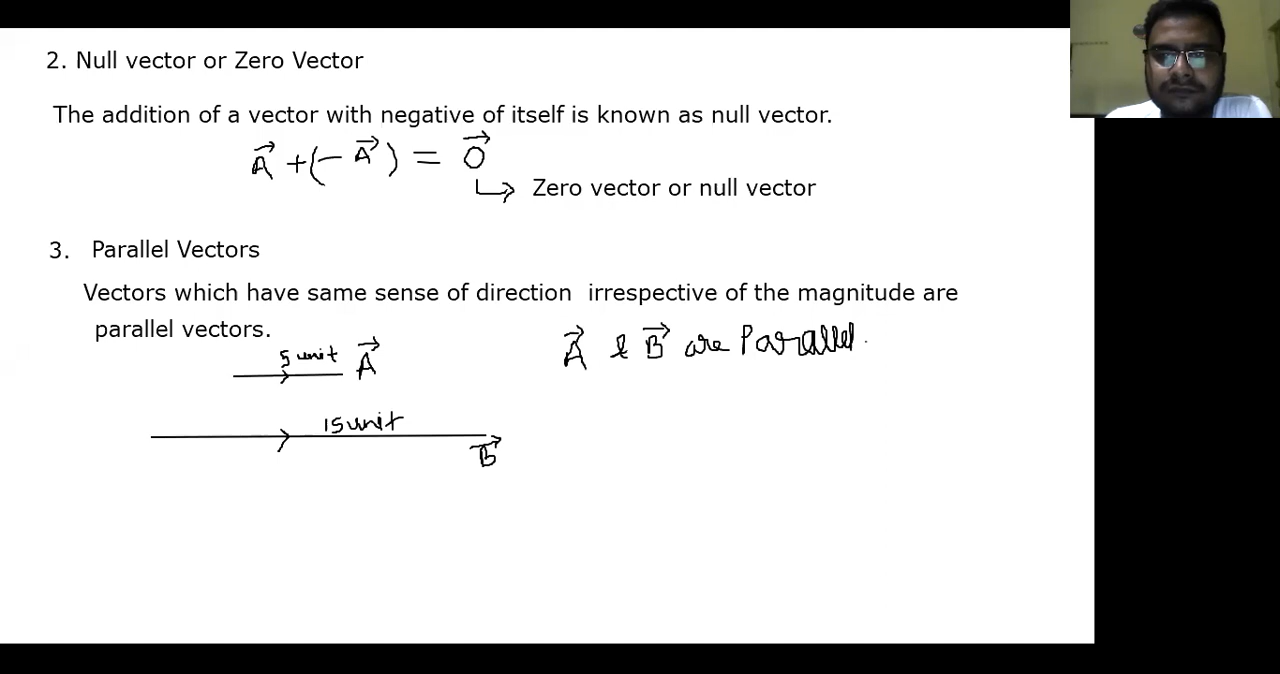 2. Null vector or Zero Vector
The addition of a vector with negative of itself is known as null vector.
A⃗ + (− A⃗ ) = 0⃗
↳ Zero vector or null vector
3. Parallel Vectors
Vectors which have same sense of direction irrespective of the magnitude are
parallel vectors.
A⃗ & B⃗ are Parallel.
5 unit A⃗
15 unit
B⃗